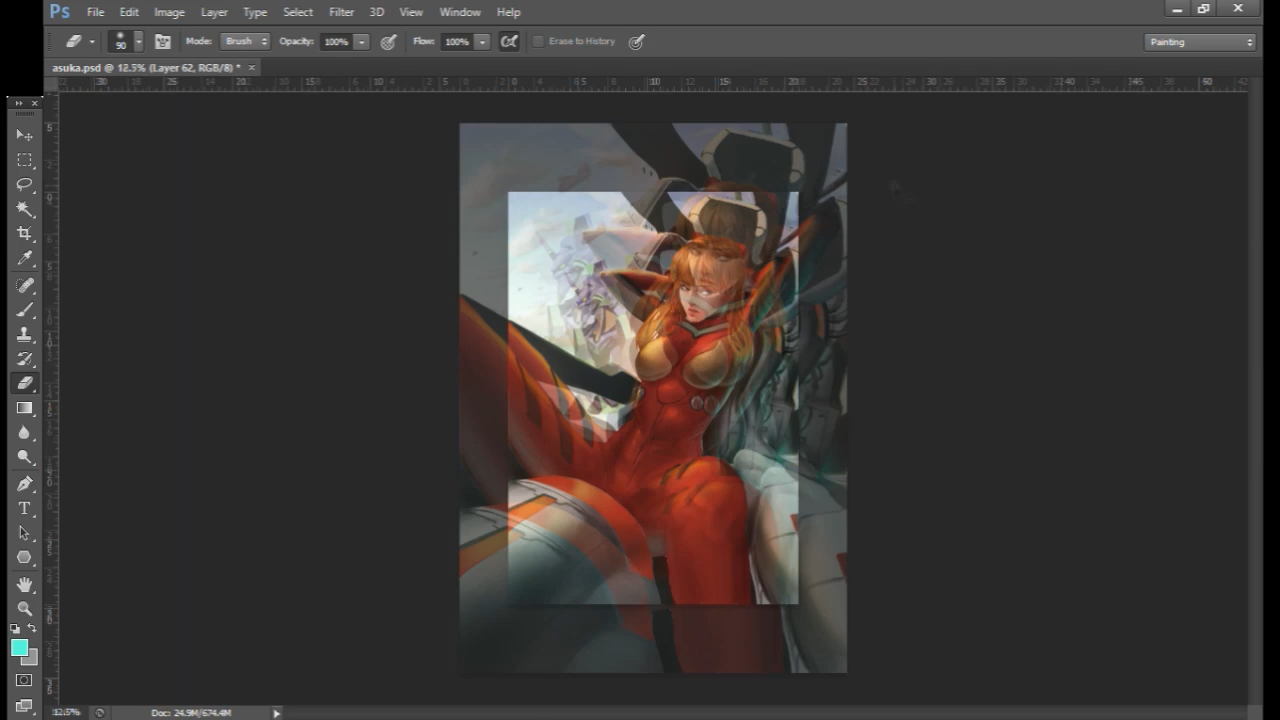 Ps File Edit Image Layer Type Select Filter 3D View Window Help
90 Mode: Brush Opacity: 100% Flow: 100% Erase to History Painting
asuka.psd @ 12.5% (Layer 62, RGB/8) * ×
T
12.5% Doc: 24.9M/674.4M